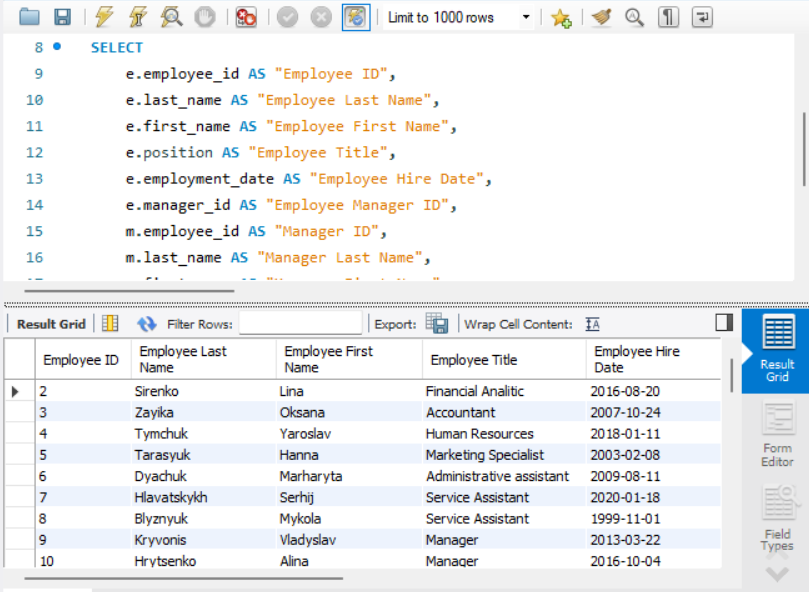 Limit to 1000 rows
8 SELECT
9 e.employee_id AS "Employee ID",
10 e.last_name AS "Employee Last Name",
11 e.first_name AS "Employee First Name",
12 e.position AS "Employee Title",
13 e.employment_date AS "Employee Hire Date",
14 e.manager_id AS "Employee Manager ID",
15 m.employee_id AS "Manager ID",
16 m.last_name AS "Manager Last Name",
Result Grid Filter Rows: Export: Wrap Cell Content:
Employee ID Employee Last Name Employee First Name Employee Title Employee Hire Date
2 Sirenko Lina Financial Analitic 2016-08-20
3 Zayika Oksana Accountant 2007-10-24
4 Tymchuk Yaroslav Human Resources 2018-01-11
5 Tarasyuk Hanna Marketing Specialist 2003-02-08
6 Dyachuk Marharyta Administrative assistant 2009-08-11
7 Hlavatskykh Serhij Service Assistant 2020-01-18
8 Blyznyuk Mykola Service Assistant 1999-11-01
9 Kryvonis Vladyslav Manager 2013-03-22
10 Hrytsenko Alina Manager 2016-10-04
Result
Grid
Form
Editor
Field
Types